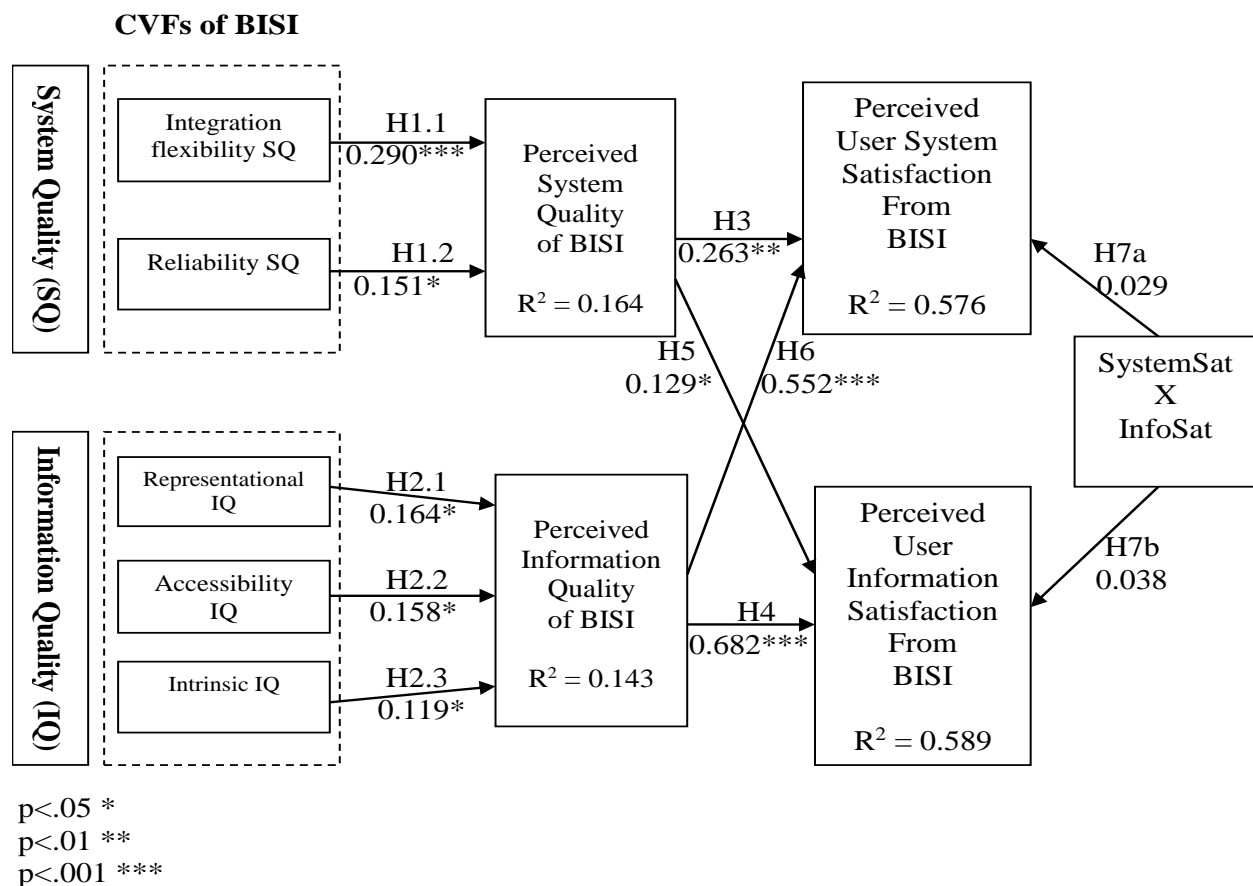 CVFs of BISI
System Quality (SQ)
Integration
flexibility SQ
H1.1
0.290***
Reliability SQ
H1.2
0.151*
Perceived
System
Quality
of BISI
R² = 0.164
H3
0.263**
Perceived
User System
Satisfaction
From
BISI
R² = 0.576
H7a
0.029
H5
0.129*
H6
0.552***
SystemSat
X
InfoSat
Information Quality (IQ)
Representational
IQ
H2.1
0.164*
Accessibility
IQ
H2.2
0.158*
Intrinsic IQ
H2.3
0.119*
Perceived
Information
Quality
of BISI
R² = 0.143
H4
0.682***
Perceived
User
Information
Satisfaction
From
BISI
R² = 0.589
H7b
0.038
p<.05 *
p<.01 **
p<.001 ***